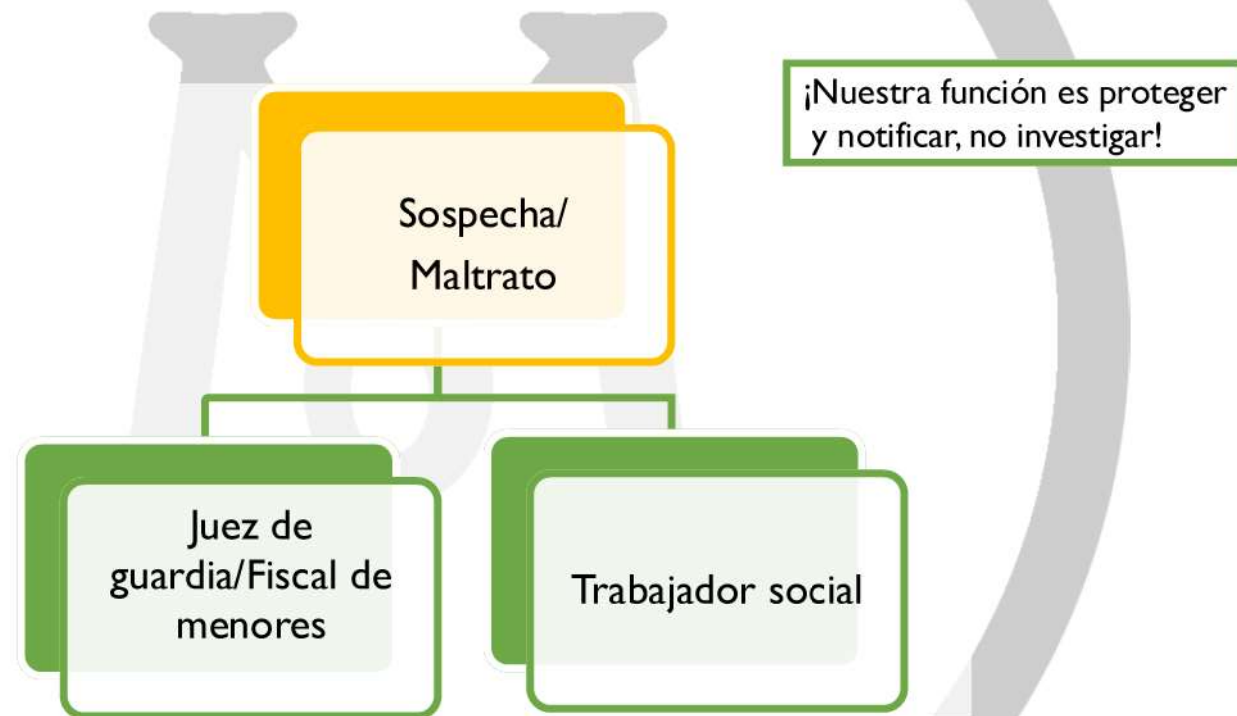 ¡Nuestra función es proteger
y notificar, no investigar!
Sospecha/
Maltrato
Juez de
guardia/Fiscal de
menores
Trabajador social